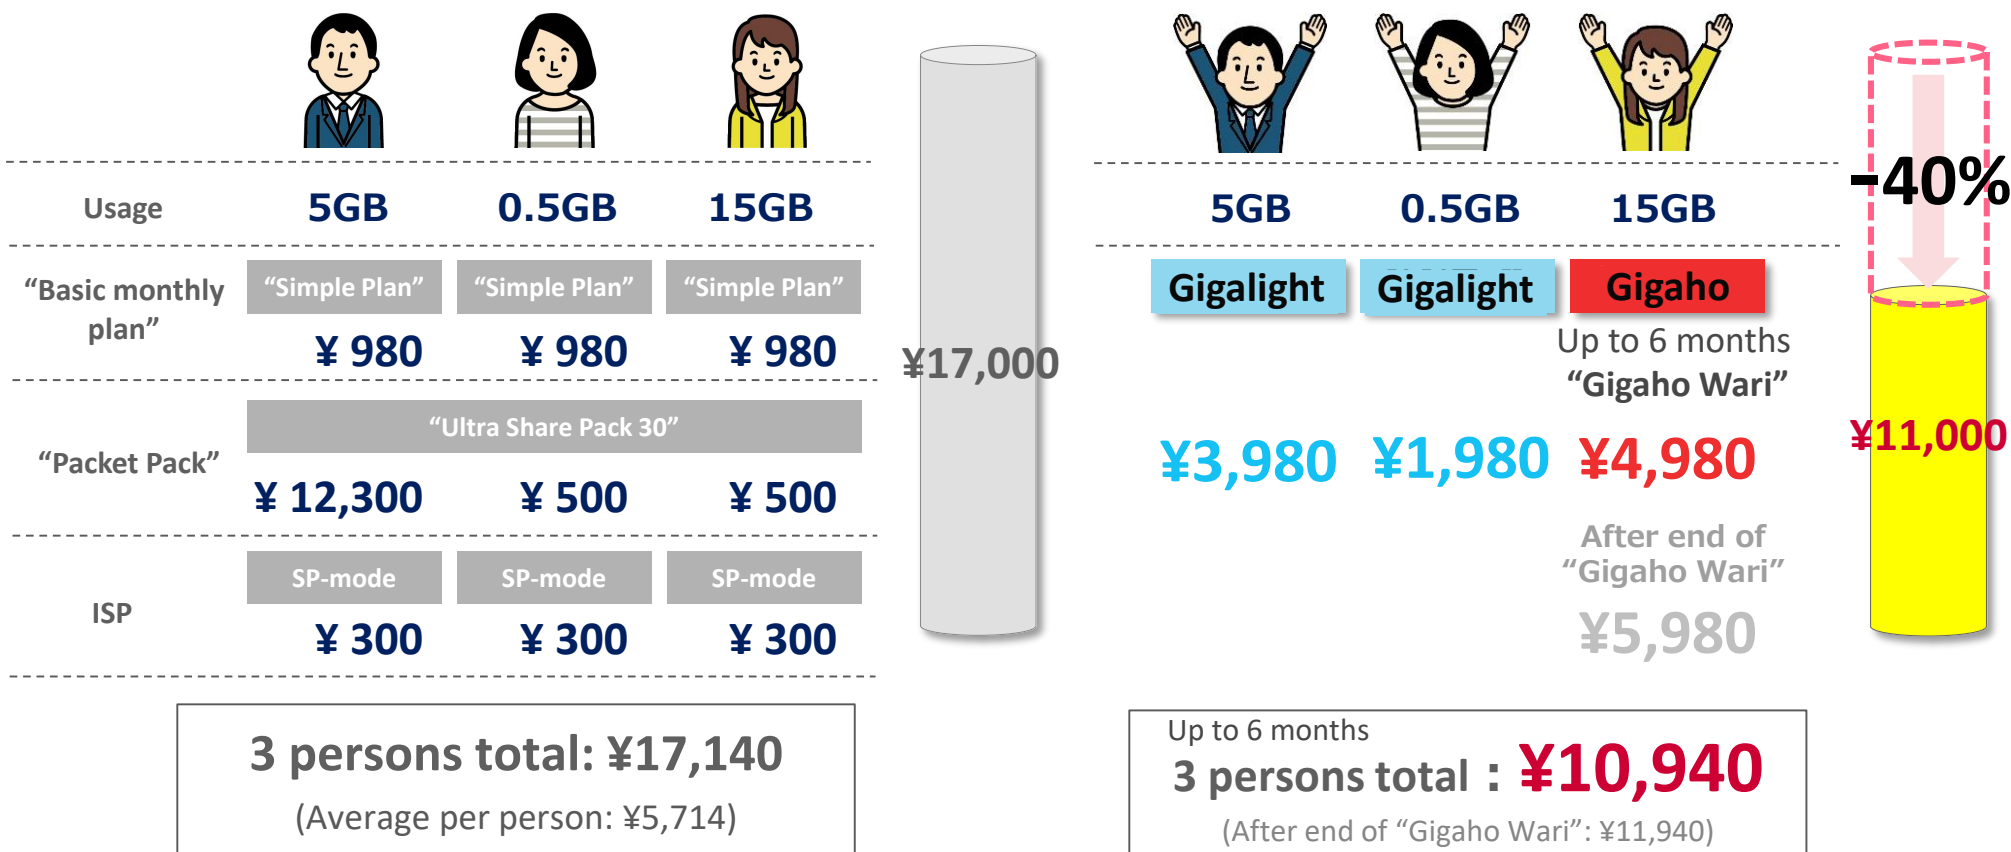 Usage 5GB 0.5GB 15GB
“Basic monthly plan”
“Simple Plan” “Simple Plan” “Simple Plan”
¥ 980 ¥ 980 ¥ 980
“Packet Pack”
“Ultra Share Pack 30”
¥ 12,300 ¥ 500 ¥ 500
ISP
SP-mode SP-mode SP-mode
¥ 300 ¥ 300 ¥ 300
3 persons total: ¥17,140
(Average per person: ¥5,714)
¥17,000
5GB 0.5GB 15GB
Gigalight Gigalight Gigaho
Up to 6 months
“Gigaho Wari”
¥3,980 ¥1,980 ¥4,980
After end of
“Gigaho Wari”
¥5,980
Up to 6 months
3 persons total : ¥10,940
(After end of “Gigaho Wari”: ¥11,940)
-40%
¥11,000